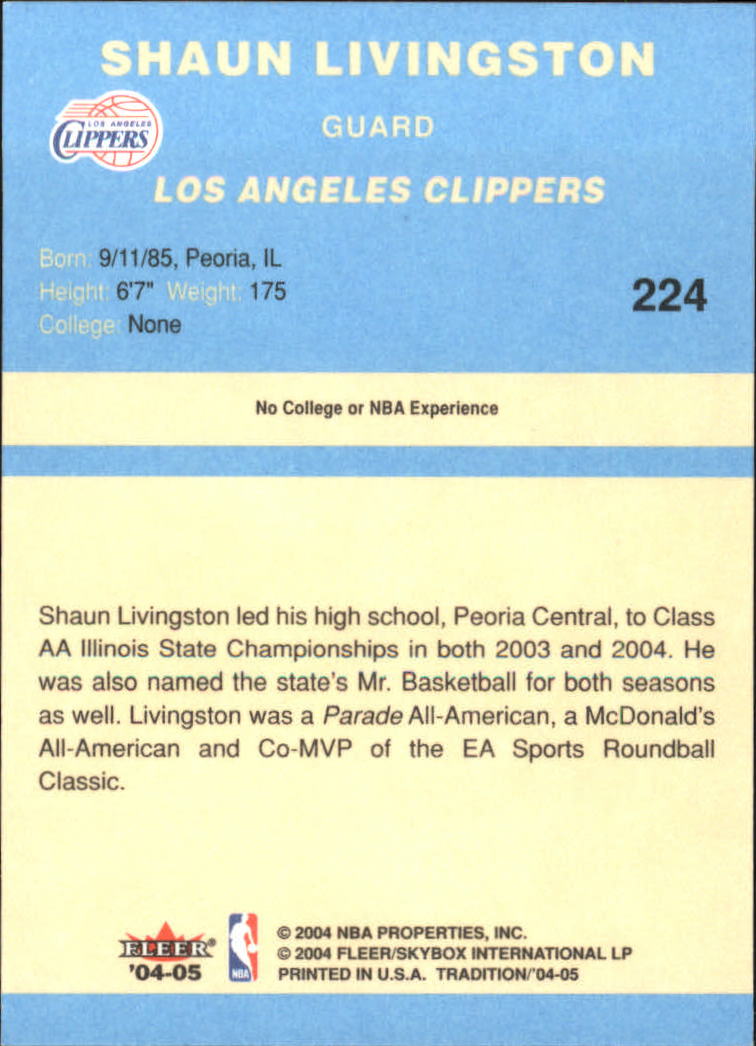 SHAUN LIVINGSTON
LOS ANGELES
CLIPPERS
GUARD
LOS ANGELES CLIPPERS
Born: 9/11/85, Peoria, IL
Height: 6'7" Weight: 175
College: None
224
No College or NBA Experience
Shaun Livingston led his high school, Peoria Central, to Class
AA Illinois State Championships in both 2003 and 2004. He
was also named the state's Mr. Basketball for both seasons
as well. Livingston was a Parade All-American, a McDonald's
All-American and Co-MVP of the EA Sports Roundball
Classic.
FLEER®
'04-05
NBA
© 2004 NBA PROPERTIES, INC.
© 2004 FLEER/SKYBOX INTERNATIONAL LP
PRINTED IN U.S.A. TRADITION/'04-05